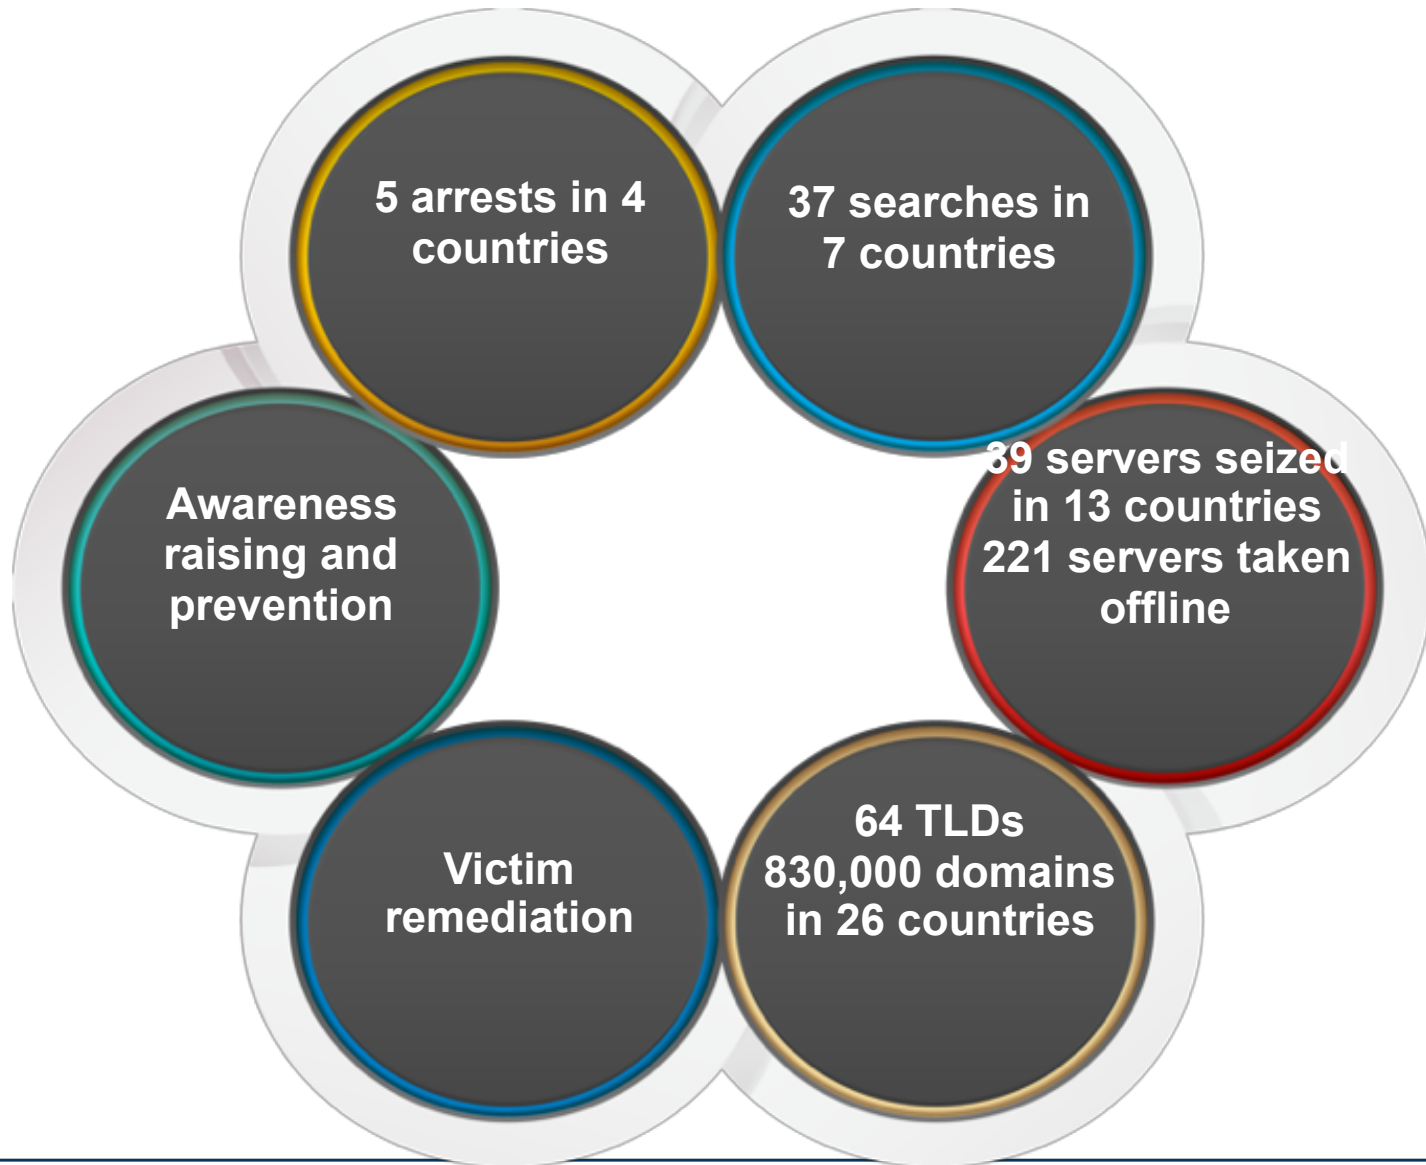 5 arrests in 4
countries
37 searches in
7 countries
39 servers seized
in 13 countries
221 servers taken
offline
64 TLDs
830,000 domains
in 26 countries
Victim
remediation
Awareness
raising and
prevention